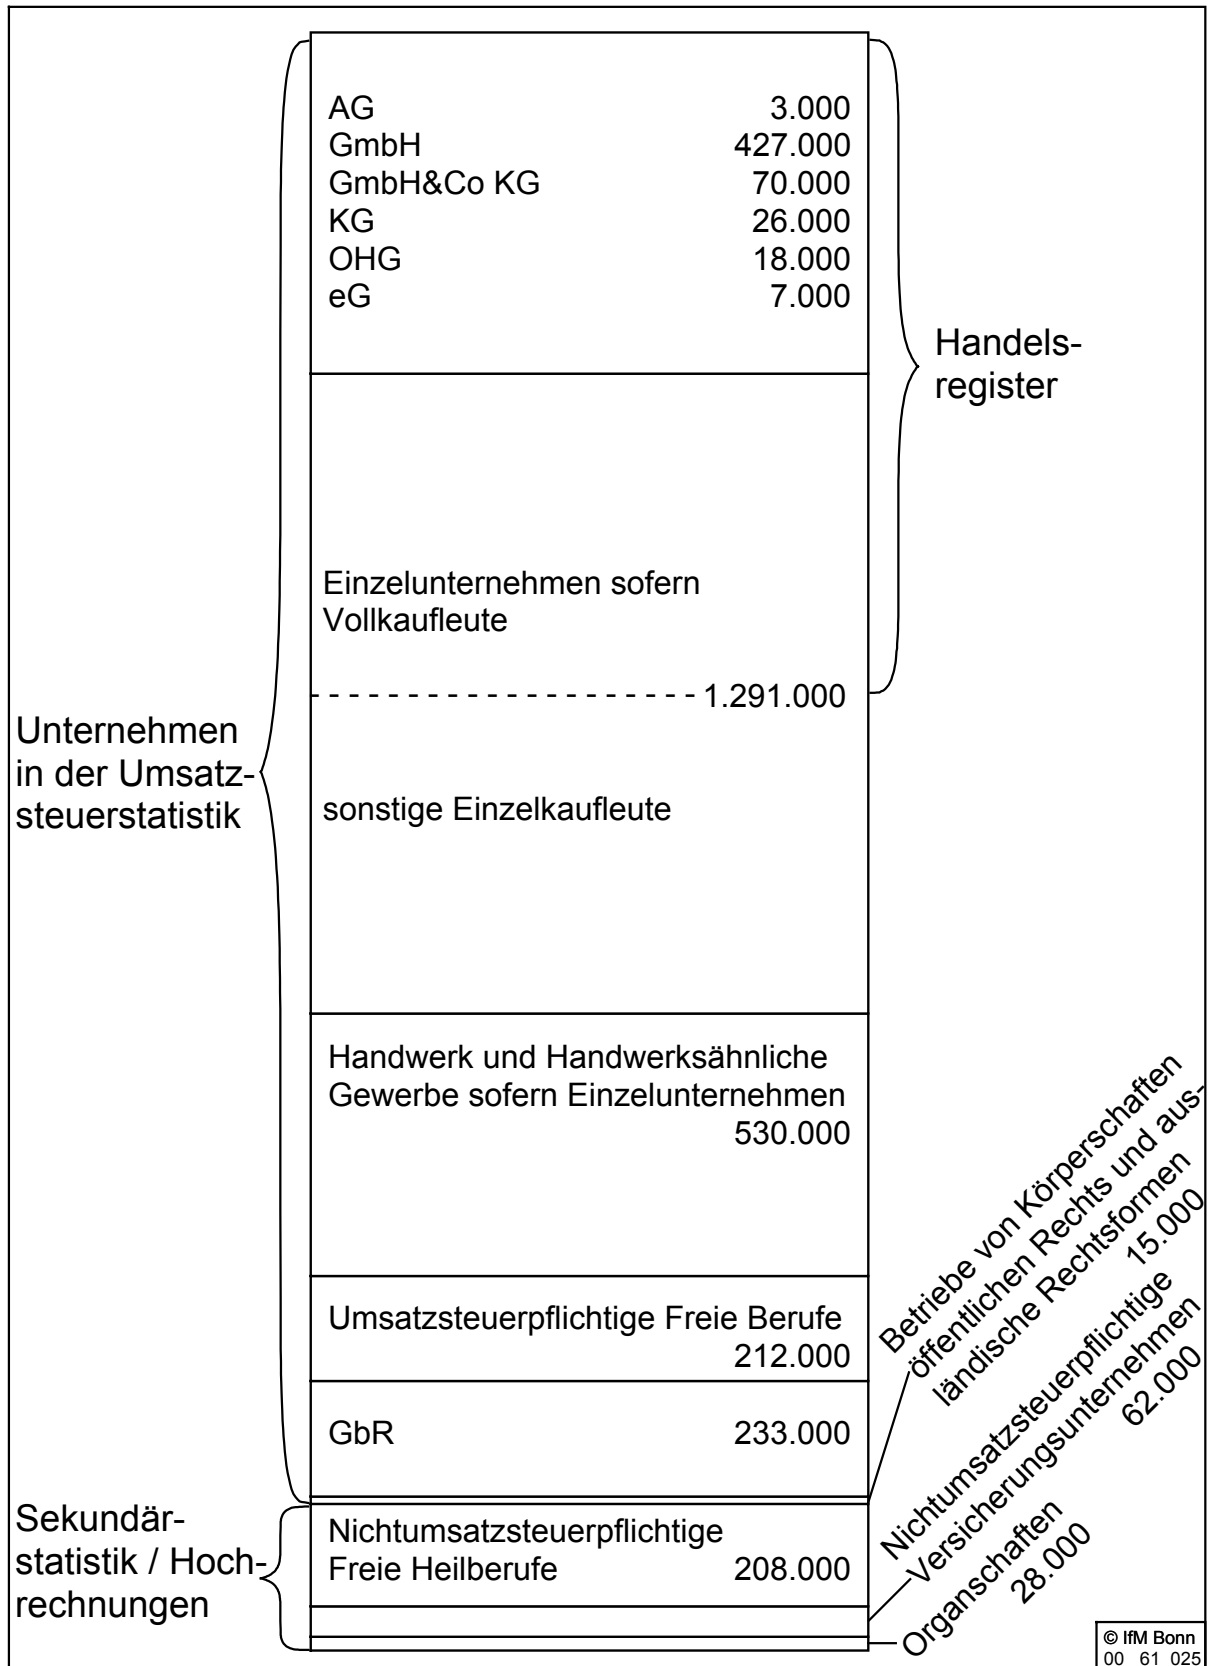 AG 3.000
GmbH 427.000
GmbH&Co KG 70.000
KG 26.000
OHG 18.000
eG 7.000
Handels-
register
Einzelunternehmen sofern
Vollkaufleute
1.291.000
Unternehmen
in der Umsatz-
steuerstatistik
sonstige Einzelkaufleute
Handwerk und Handwerksähnliche
Gewerbe sofern Einzelunternehmen
530.000
Umsatzsteuerpflichtige Freie Berufe
212.000
GbR 233.000
Betriebe von Körperschaften
öffentlichen Rechts und aus-
ländische Rechtsformen
15.000
Sekundär-
statistik / Hoch-
rechnungen
Nichtumsatzsteuerpflichtige
Freie Heilberufe 208.000
Nichtumsatzsteuerpflichtige
Versicherungsunternehmen
62.000
Organschaften
28.000
© IfM Bonn
00 61 025